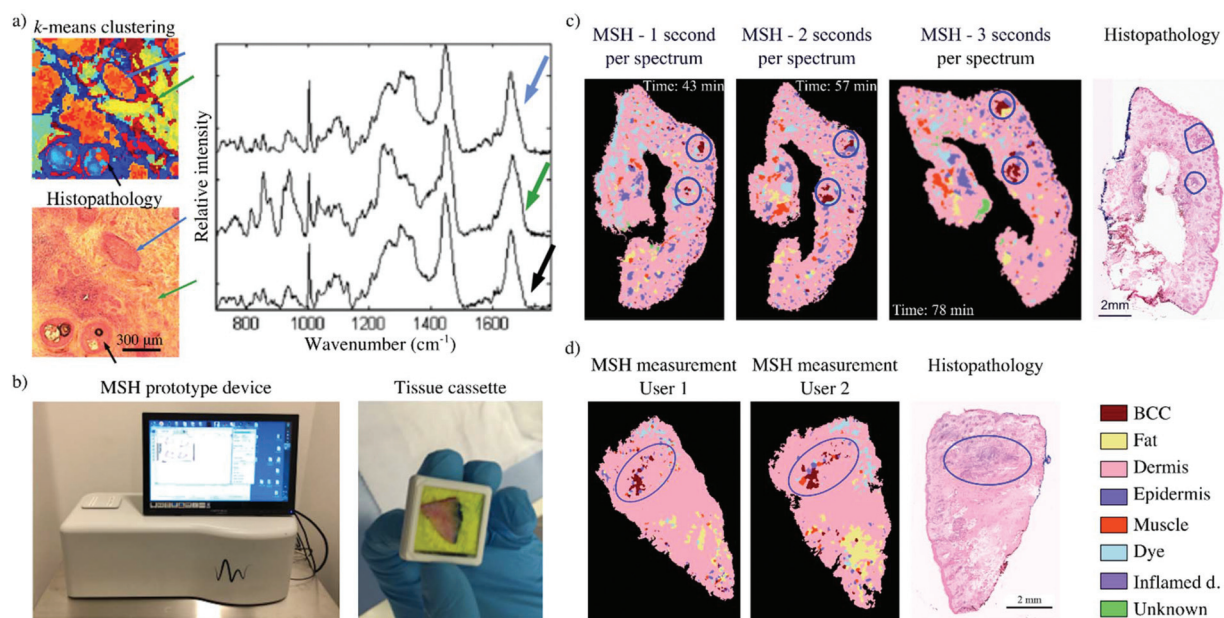 a)
k-means clustering
Histopathology
300 μm
Relative intensity
800 1000 1200 1400 1600
Wavenumber (cm⁻¹)
b)
MSH prototype device
Tissue cassette
c)
MSH - 1 second
per spectrum
Time: 43 min
MSH - 2 seconds
per spectrum
Time: 57 min
MSH - 3 seconds
per spectrum
Time: 78 min
Histopathology
2mm
d)
MSH measurement
User 1
MSH measurement
User 2
Histopathology
2 mm
BCC
Fat
Dermis
Epidermis
Muscle
Dye
Inflamed d.
Unknown